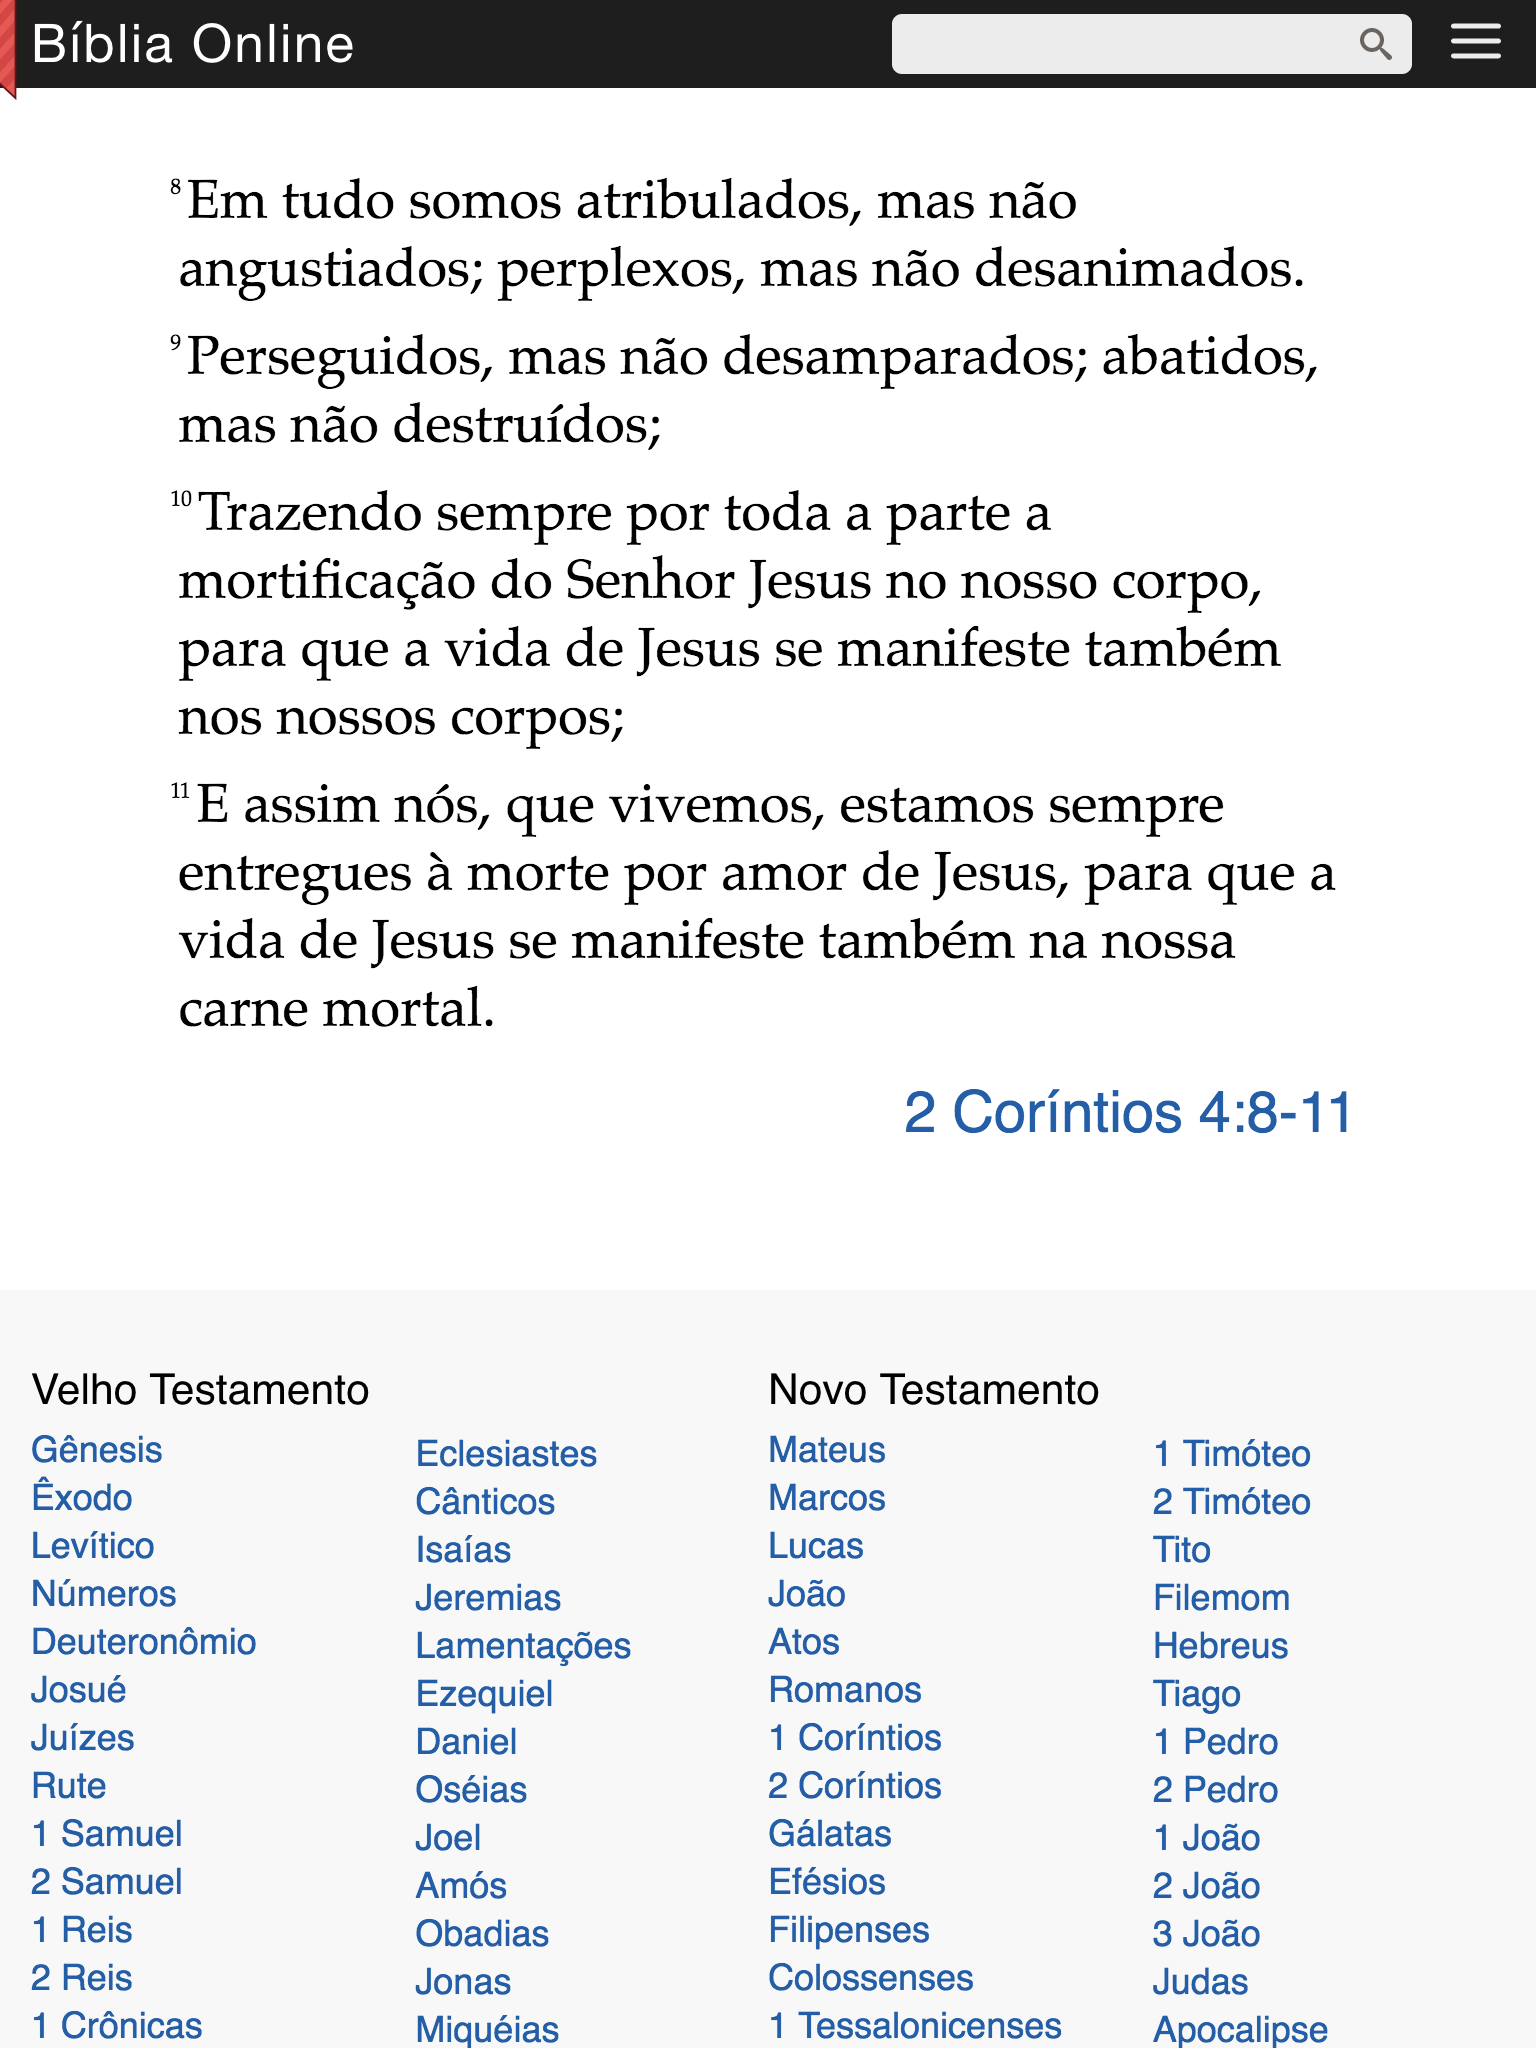 Bíblia Online
8 Em tudo somos atribulados, mas não
angustiados; perplexos, mas não desanimados.
9 Perseguidos, mas não desamparados; abatidos,
mas não destruídos;
10 Trazendo sempre por toda a parte a
mortificação do Senhor Jesus no nosso corpo,
para que a vida de Jesus se manifeste também
nos nossos corpos;
11 E assim nós, que vivemos, estamos sempre
entregues à morte por amor de Jesus, para que a
vida de Jesus se manifeste também na nossa
carne mortal.
2 Coríntios 4:8-11
Velho Testamento
Gênesis
Êxodo
Levítico
Números
Deuteronômio
Josué
Juízes
Rute
1 Samuel
2 Samuel
1 Reis
2 Reis
1 Crônicas
Eclesiastes
Cânticos
Isaías
Jeremias
Lamentações
Ezequiel
Daniel
Oséias
Joel
Amós
Obadias
Jonas
Miquéias
Novo Testamento
Mateus
Marcos
Lucas
João
Atos
Romanos
1 Coríntios
2 Coríntios
Gálatas
Efésios
Filipenses
Colossenses
1 Tessalonicenses
1 Timóteo
2 Timóteo
Tito
Filemom
Hebreus
Tiago
1 Pedro
2 Pedro
1 João
2 João
3 João
Judas
Apocalipse